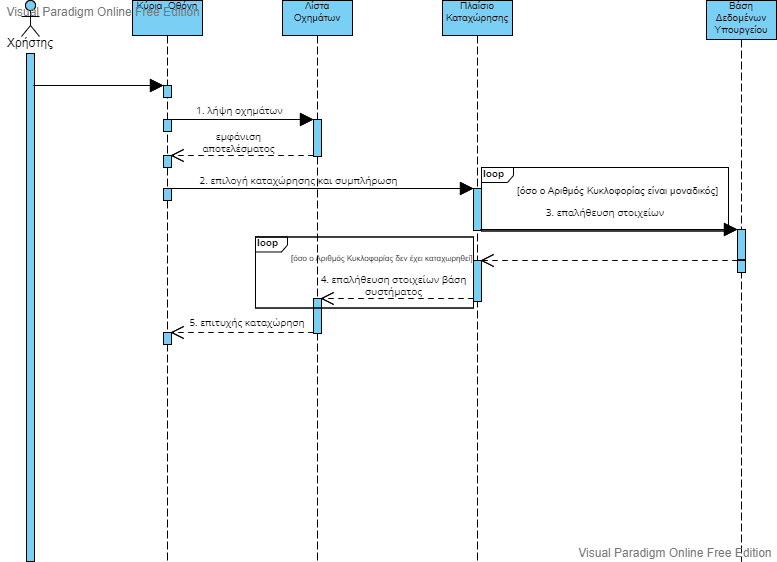 Visual Paradigm Online Free Edition
Κύρια Οθόνη
Λίστα
Οχημάτων
Πλαίσιο
Καταχώρησης
Βάση
Δεδομένων
Υπουργείου
Χρήστης
1. λήψη οχημάτων
εμφάνιση
αποτελέσματος
2. επιλογή καταχώρησης και συμπλήρωση
loop
[όσο ο Αριθμός Κυκλοφορίας είναι μοναδικός]
3. επαλήθευση στοιχείων
loop
[όσο ο Αριθμός Κυκλοφορίας δεν έχει καταχωρηθεί]
4. επαλήθευση στοιχείων βάση
συστήματος
5. επιτυχής καταχώρηση
Visual Paradigm Online Free Edition